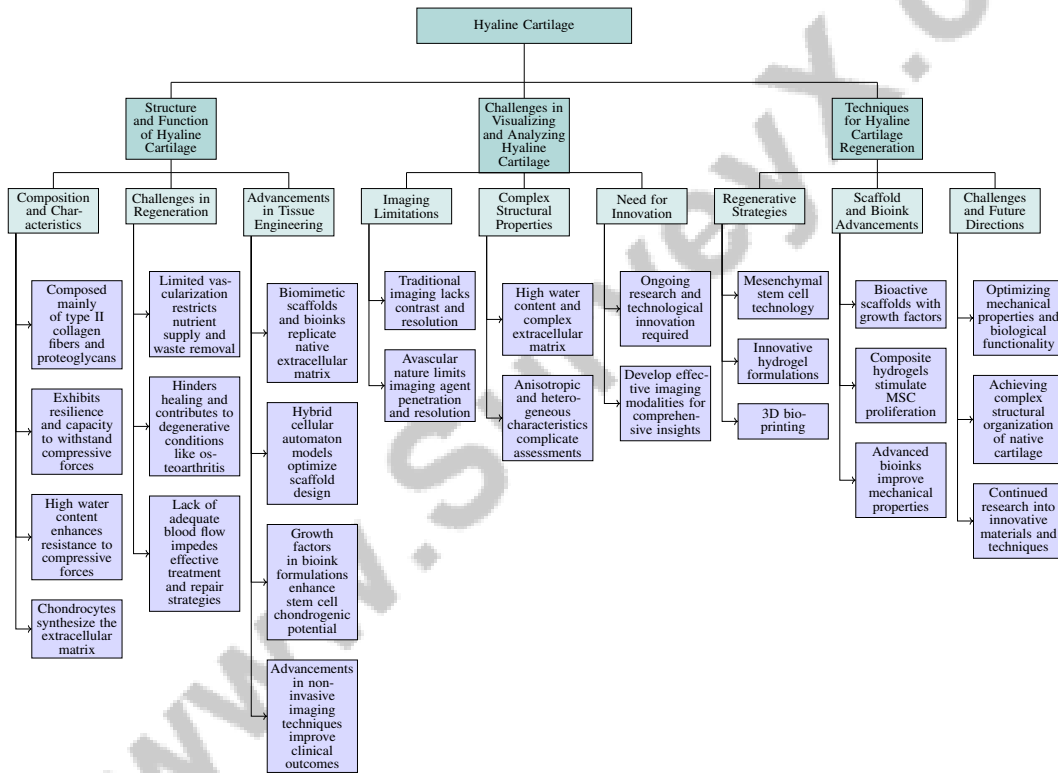 Hyaline Cartilage
Structure
and Function
of Hyaline
Cartilage
Challenges in
Visualizing
and Analyzing
Hyaline
Cartilage
Techniques
for Hyaline
Cartilage
Regeneration
Composition
and Char-
acteristics
Challenges in
Regeneration
Advancements
in Tissue
Engineering
Imaging
Limitations
Complex
Structural
Properties
Need for
Innovation
Regenerative
Strategies
Scaffold
and Bioink
Advancements
Challenges
and Future
Directions
Composed
mainly
of type II
collagen
fibers and
proteoglycans
Exhibits
resilience
and capacity
to withstand
compressive
forces
High water
content
enhances
resistance to
compressive
forces
Chondrocytes
synthesize the
extracellular
matrix
Limited vas-
cularization
restricts
nutrient
supply and
waste removal
Hinders
healing and
contributes to
degenerative
conditions
like os-
teoarthritis
Lack of
adequate
blood flow
impedes
effective
treatment
and repair
strategies
Biomimetic
scaffolds
and bioinks
replicate
native
extracellular
matrix
Hybrid
cellular
automaton
models
optimize
scaffold
design
Growth
factors
in bioink
formulations
enhance
stem cell
chondrogenic
potential
Advancements
in non-
invasive
imaging
techniques
improve
clinical
outcomes
Traditional
imaging lacks
contrast and
resolution
Avascular
nature limits
imaging agent
penetration
and resolution
High water
content and
complex
extracellular
matrix
Anisotropic
and hetero-
geneous
characteristics
complicate
assessments
Ongoing
research and
technological
innovation
required
Develop effec-
tive imaging
modalities for
comprehen-
sive insights
Mesenchymal
stem cell
technology
Innovative
hydrogel
formulations
3D bio-
printing
Bioactive
scaffolds with
growth factors
Composite
hydrogels
stimulate
MSC
proliferation
Advanced
bioinks
improve
mechanical
properties
Optimizing
mechanical
properties and
biological
functionality
Achieving
complex
structural
organization
of native
cartilage
Continued
research into
innovative
materials and
techniques